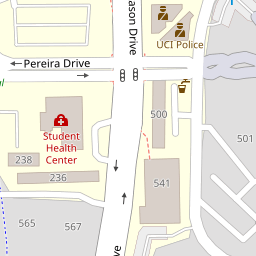 ason Drive
UCI Police
Pereira Drive
500
501
Student
Health
Center
238
236
541
565
567
ve